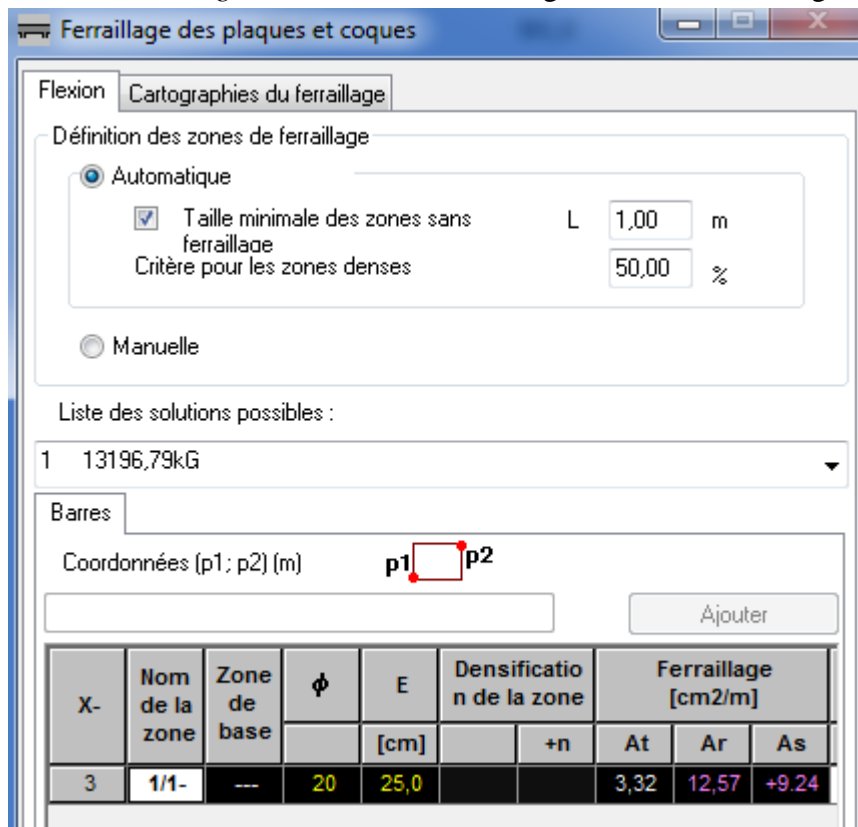 Ferraillage des plaques et coques
Flexion Cartographies du ferraillage
Définition des zones de ferraillage
Automatique
Taille minimale des zones sans L 1,00 m
ferraillage
Critère pour les zones denses 50,00 %
Manuelle
Liste des solutions possibles :
1 13196,79kG
Barres
Coordonnées (p1; p2) (m) p1 p2
Ajouter
X- Nom de la zone Zone de base ϕ E Densificatio n de la zone Ferraillage [cm2/m]
[cm] +n At Ar As
3 1/1- --- 20 25,0 3,32 12,57 +9.24